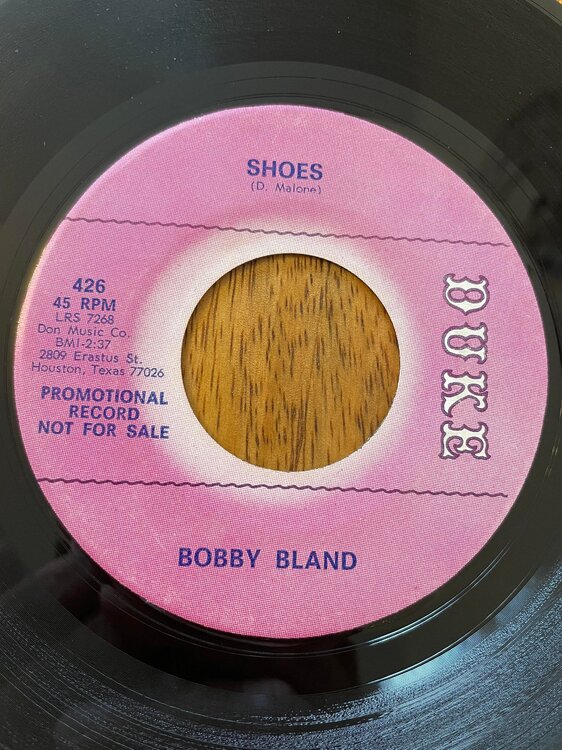 SHOES
(D. Malone)
426
45 RPM
LRS 7268
Don Music Co.
BMI-2:37
2809 Erastus St.
Houston, Texas 77026
PROMOTIONAL
RECORD
NOT FOR SALE
DUKE
BOBBY BLAND